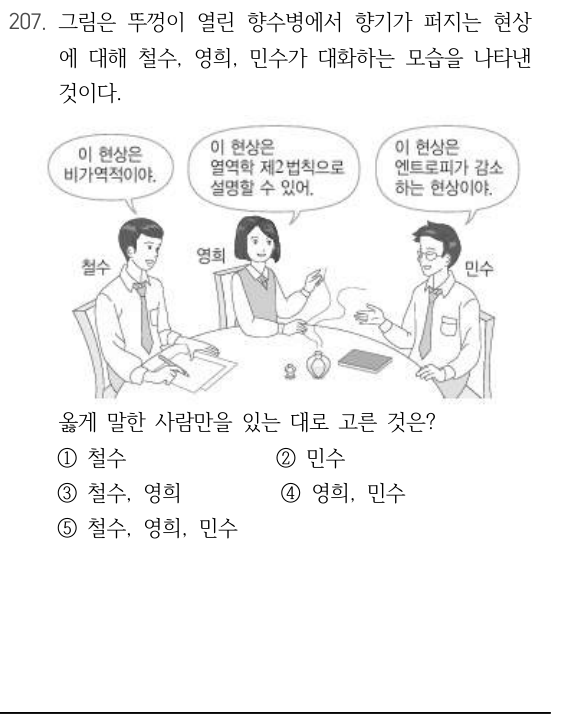 207. 그림은 뚜껑이 열린 향수병에서 향기가 퍼지는 현상
에 대해 철수, 영희, 민수가 대화하는 모습을 나타낸
것이다.
이 현상은
비가역적이야.
이 현상은
열역학 제2법칙으로
설명할 수 있어.
이 현상은
엔트로피가 감소
하는 현상이야.
철수
영희
민수
옳게 말한 사람만을 있는 대로 고른 것은?
① 철수 ② 민수
③ 철수, 영희 ④ 영희, 민수
⑤ 철수, 영희, 민수